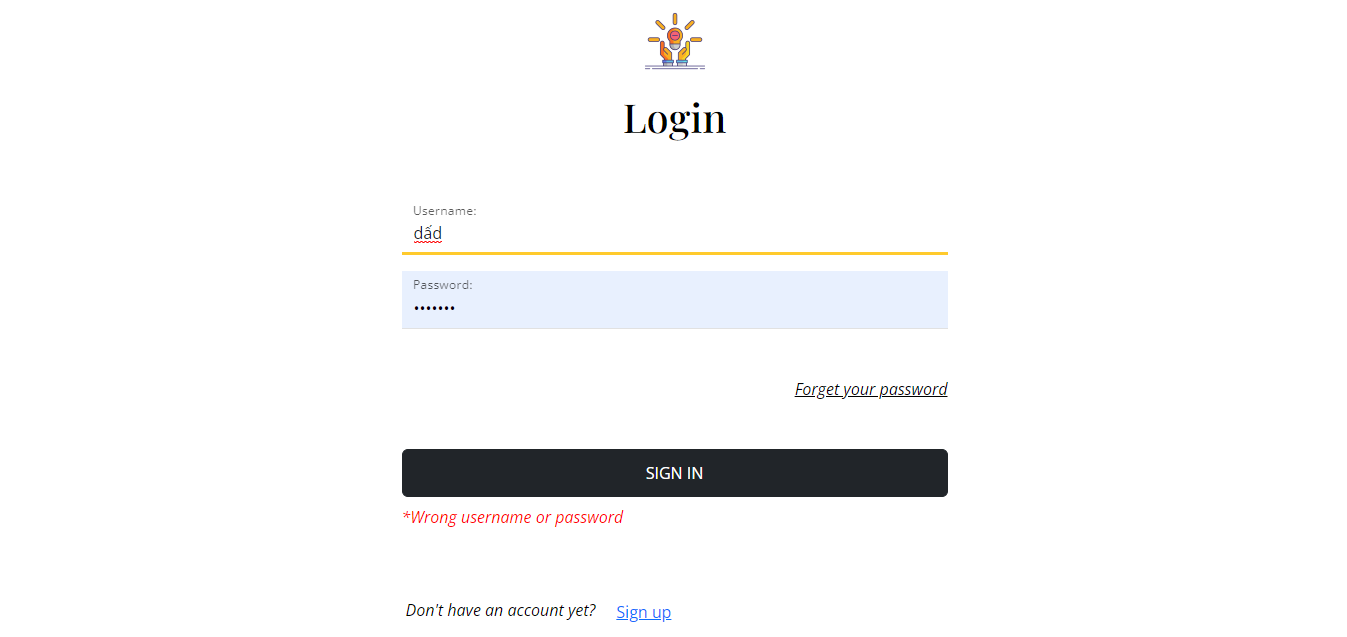 Login
Username:
dấd
Password:
•••••••
Forget your password
SIGN IN
*Wrong username or password
Don't have an account yet? Sign up